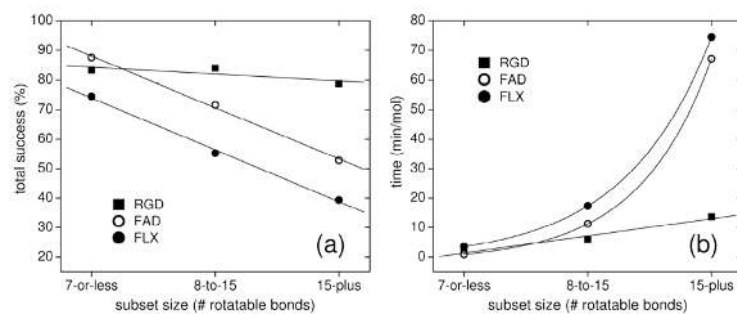 100
90
80
70
60
50
40
30
20
total success (%)
RGD
FAD
FLX
(a)
7-or-less
8-to-15
15-plus
subset size (# rotatable bonds)
80
70
60
50
40
30
20
10
0
time (min/mol)
RGD
FAD
FLX
(b)
7-or-less
8-to-15
15-plus
subset size (# rotatable bonds)